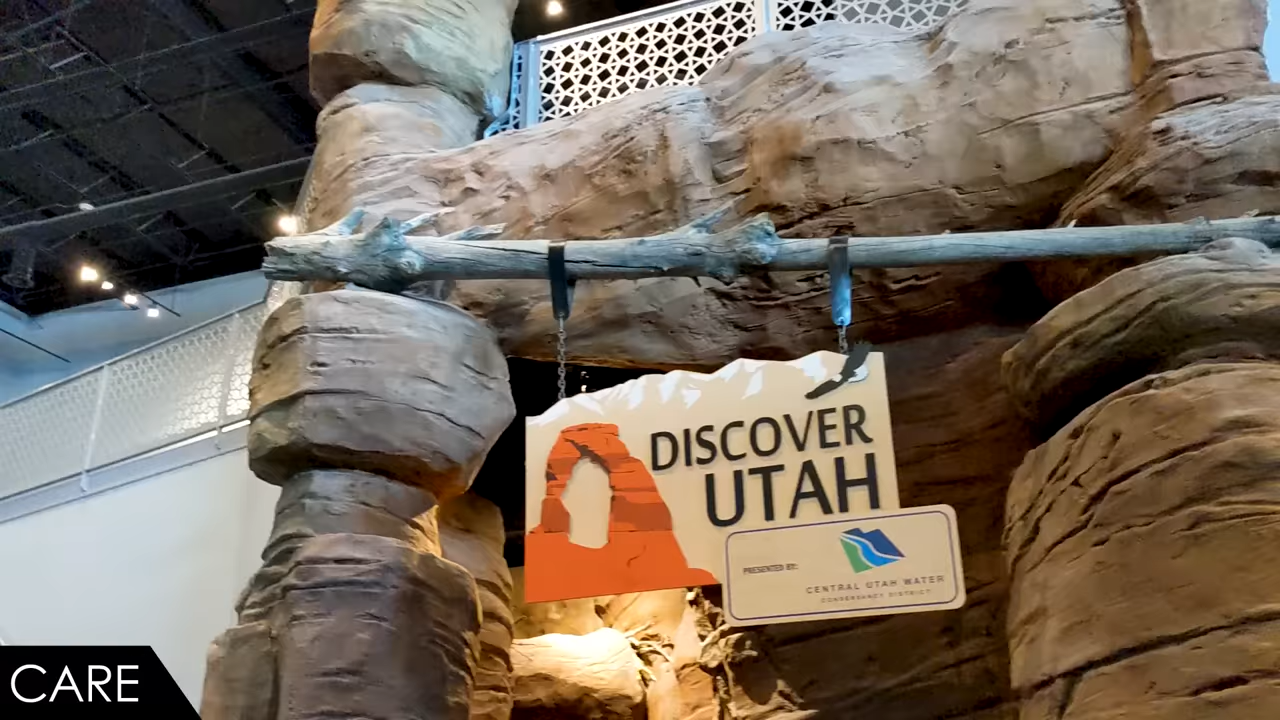 DISCOVER
UTAH
PRESENTED BY:
CENTRAL UTAH WATER
CONSERVANCY DISTRICT
CARE